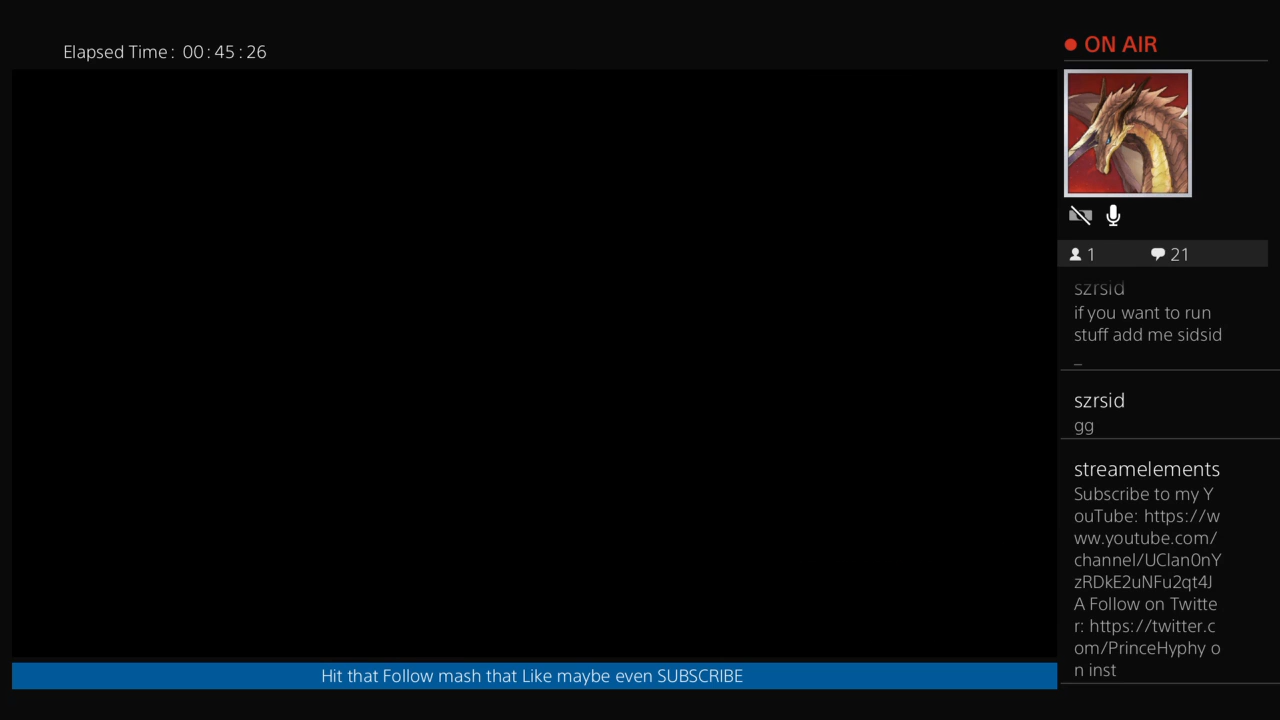 Elapsed Time: 00:45:26
ON AIR
1 21
szrsid
if you want to run
stuff add me sidsid
_
szrsid
gg
streamelements
Subscribe to my Y
ouTube: https://w
ww.youtube.com/
channel/UClan0nY
zRDkE2uNFu2qt4J
A Follow on Twitte
r: https://twitter.c
om/PrinceHyphy o
n inst
Hit that Follow mash that Like maybe even SUBSCRIBE